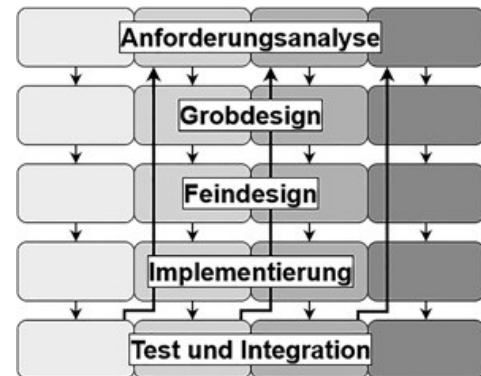 Anforderungsanalyse
Grobdesign
Feindesign
Implementierung
Test und Integration